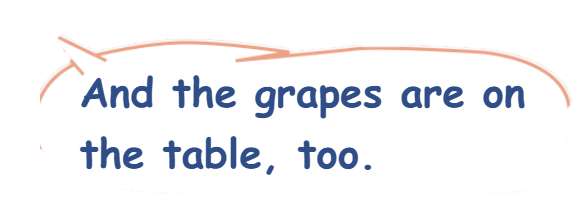 And the grapes are on
the table, too.